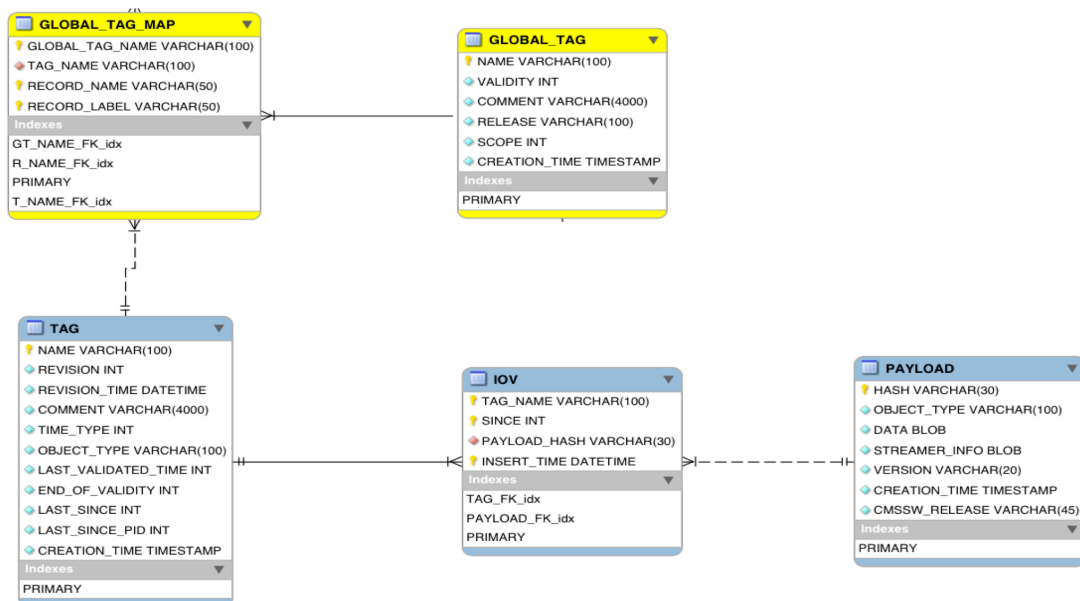 GLOBAL_TAG_MAP
GLOBAL_TAG_NAME VARCHAR(100)
TAG_NAME VARCHAR(100)
RECORD_NAME VARCHAR(50)
RECORD_LABEL VARCHAR(50)
Indexes
GT_NAME_FK_idx
R_NAME_FK_idx
PRIMARY
T_NAME_FK_idx
GLOBAL_TAG
NAME VARCHAR(100)
VALIDITY INT
COMMENT VARCHAR(4000)
RELEASE VARCHAR(100)
SCOPE INT
CREATION_TIME TIMESTAMP
Indexes
PRIMARY
TAG
NAME VARCHAR(100)
REVISION INT
REVISION_TIME DATETIME
COMMENT VARCHAR(4000)
TIME_TYPE INT
OBJECT_TYPE VARCHAR(100)
LAST_VALIDATED_TIME INT
END_OF_VALIDITY INT
LAST_SINCE INT
LAST_SINCE_PID INT
CREATION_TIME TIMESTAMP
Indexes
PRIMARY
IOV
TAG_NAME VARCHAR(100)
SINCE INT
PAYLOAD_HASH VARCHAR(30)
INSERT_TIME DATETIME
Indexes
TAG_FK_idx
PAYLOAD_FK_idx
PRIMARY
PAYLOAD
HASH VARCHAR(30)
OBJECT_TYPE VARCHAR(100)
DATA BLOB
STREAMER_INFO BLOB
VERSION VARCHAR(20)
CREATION_TIME TIMESTAMP
CMSSW_RELEASE VARCHAR(45)
Indexes
PRIMARY